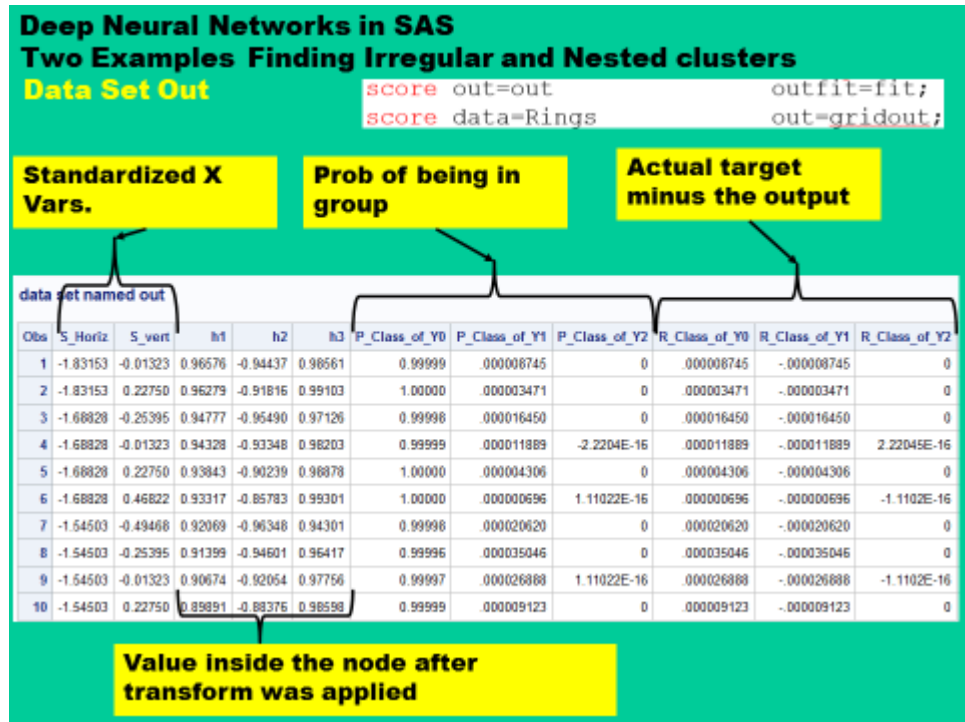 Deep Neural Networks in SAS
Two Examples Finding Irregular and Nested clusters
Data Set Out
score out=out outfit=fit;
score data=Rings out=gridout;
Standardized X
Vars.
Prob of being in
group
Actual target
minus the output
data set named out
Obs S_Horiz S_vert h1 h2 h3 P_Class_of_Y0 P_Class_of_Y1 P_Class_of_Y2 R_Class_of_Y0 R_Class_of_Y1 R_Class_of_Y2
1 -1.83153 -0.01323 0.96576 -0.94437 0.98561 0.99999 .000008745 0 .000008745 -.000008745 0
2 -1.83153 0.22750 0.96279 -0.91816 0.99103 1.00000 .000003471 0 .000003471 -.000003471 0
3 -1.68828 -0.25395 0.94777 -0.95490 0.97126 0.99998 .000016450 0 .000016450 -.000016450 0
4 -1.68828 -0.01323 0.94328 -0.93348 0.98203 0.99999 .000011889 -2.2204E-16 .000011889 -.000011889 2.22045E-16
5 -1.68828 0.22750 0.93843 -0.90239 0.98878 1.00000 .000004306 0 .000004306 -.000004306 0
6 -1.68828 0.46822 0.93317 -0.85783 0.99301 1.00000 .000000696 1.11022E-16 .000000696 -.000000696 -1.1102E-16
7 -1.54503 -0.49468 0.92069 -0.96348 0.94301 0.99998 .000020620 0 .000020620 -.000020620 0
8 -1.54503 -0.25395 0.91399 -0.94601 0.96417 0.99996 .000035046 0 .000035046 -.000035046 0
9 -1.54503 -0.01323 0.90674 -0.92054 0.97756 0.99997 .000026888 1.11022E-16 .000026888 -.000026888 -1.1102E-16
10 -1.54503 0.22750 0.89891 -0.88376 0.98598 0.99999 .000009123 0 .000009123 -.000009123 0
Value inside the node after
transform was applied